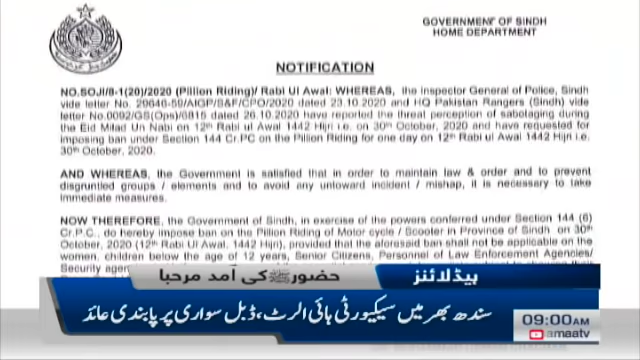 GOVERNMENT OF SINDH
HOME DEPARTMENT
NOTIFICATION
NO.SOJI/8-1(20)/2020 (Pillion Riding)/ Rabi Ul Awal: WHEREAS, the Inspector General of Police, Sindh
vide letter No. 29646-59/AIGP/S&F/CPO/2020 dated 23.10.2020 and HQ Pakistan Rangers (Sindh) vide
letter No.0092/GS(Ops)/6815 dated 26.10.2020 have reported the threat perception of sabotaging during
the Eid Milad Un Nabi on 12th Rabi ul Awal 1442 Hijri i.e. on 30th October, 2020 and have requested for
imposing ban under Section 144 Cr.PC on the Pillion Riding for one day on 12th Rabi ul Awal 1442 Hijri i.e.
30th October, 2020.
AND WHEREAS, the Government is satisfied that in order to maintain law & order and to prevent
disgruntled groups / elements and to avoid any untoward incident / mishap, it is necessary to take
immediate measures.
NOW THEREFORE, the Government of Sindh, in exercise of the powers conferred under Section 144 (6)
Cr.P.C., do hereby impose ban on the Pillion Riding of Motor cycle / Scooter in Province of Sindh on 30th
October, 2020 (12th Rabi ul Awal, 1442 Hijri), provided that the aforesaid ban shall not be applicable on the
women, children below the age of 12 years, Senior Citizens, Personnel of Law Enforcement Agencies/
Security agen
حضورﷺ کی آمد مرحبا
ہیڈلائنز
سندھ بھر میں سیکیورٹی ہائی الرٹ، ڈبل سواری پر پابندی عائد
09:00AM
amaatv